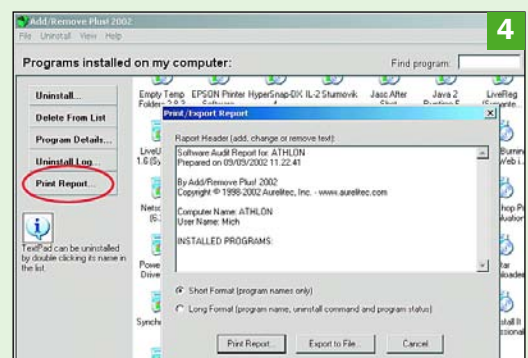 Add/Remove Plus! 2002
4
File Uninstall View Help
Programs installed on my computer:
Find program:
Uninstall...
Delete From List
Program Details...
Uninstall Log...
Print Report...
TextPad can be uninstalled
by double clicking its name in
the list.
Empty Temp EPSON Printer HyperSnap-DX IL-2 Sturmovik Jasc After Java 2 LiveReg
Print/Export Report
Raport Header (add, change or remove text):
Software Audit Report for: ATHLON
Prepared on 09/09/2002 11.22.41
By Add/Remove Plus! 2002
Copyright © 1998-2002 Aurelitec, Inc. - www.aurelitec.com
Computer Name: ATHLON
User Name: Mich
INSTALLED PROGRAMS:
Short Format (program names only)
Long Format (program name, uninstall command and program status)
Print Report... Export to File... Cancel